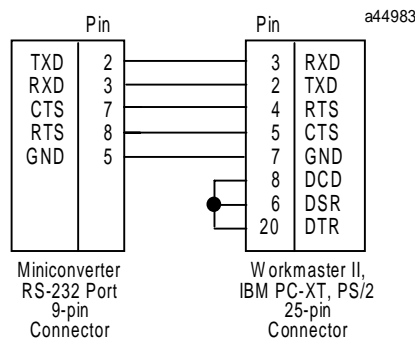 a44983
Pin Pin
TXD 2 3 RXD
RXD 3 2 TXD
CTS 7 4 RTS
RTS 8 5 CTS
GND 5 7 GND
8 DCD
6 DSR
20 DTR
Miniconverter
RS-232 Port
9-pin
Connector
Workmaster II,
IBM PC-XT, PS/2
25-pin
Connector